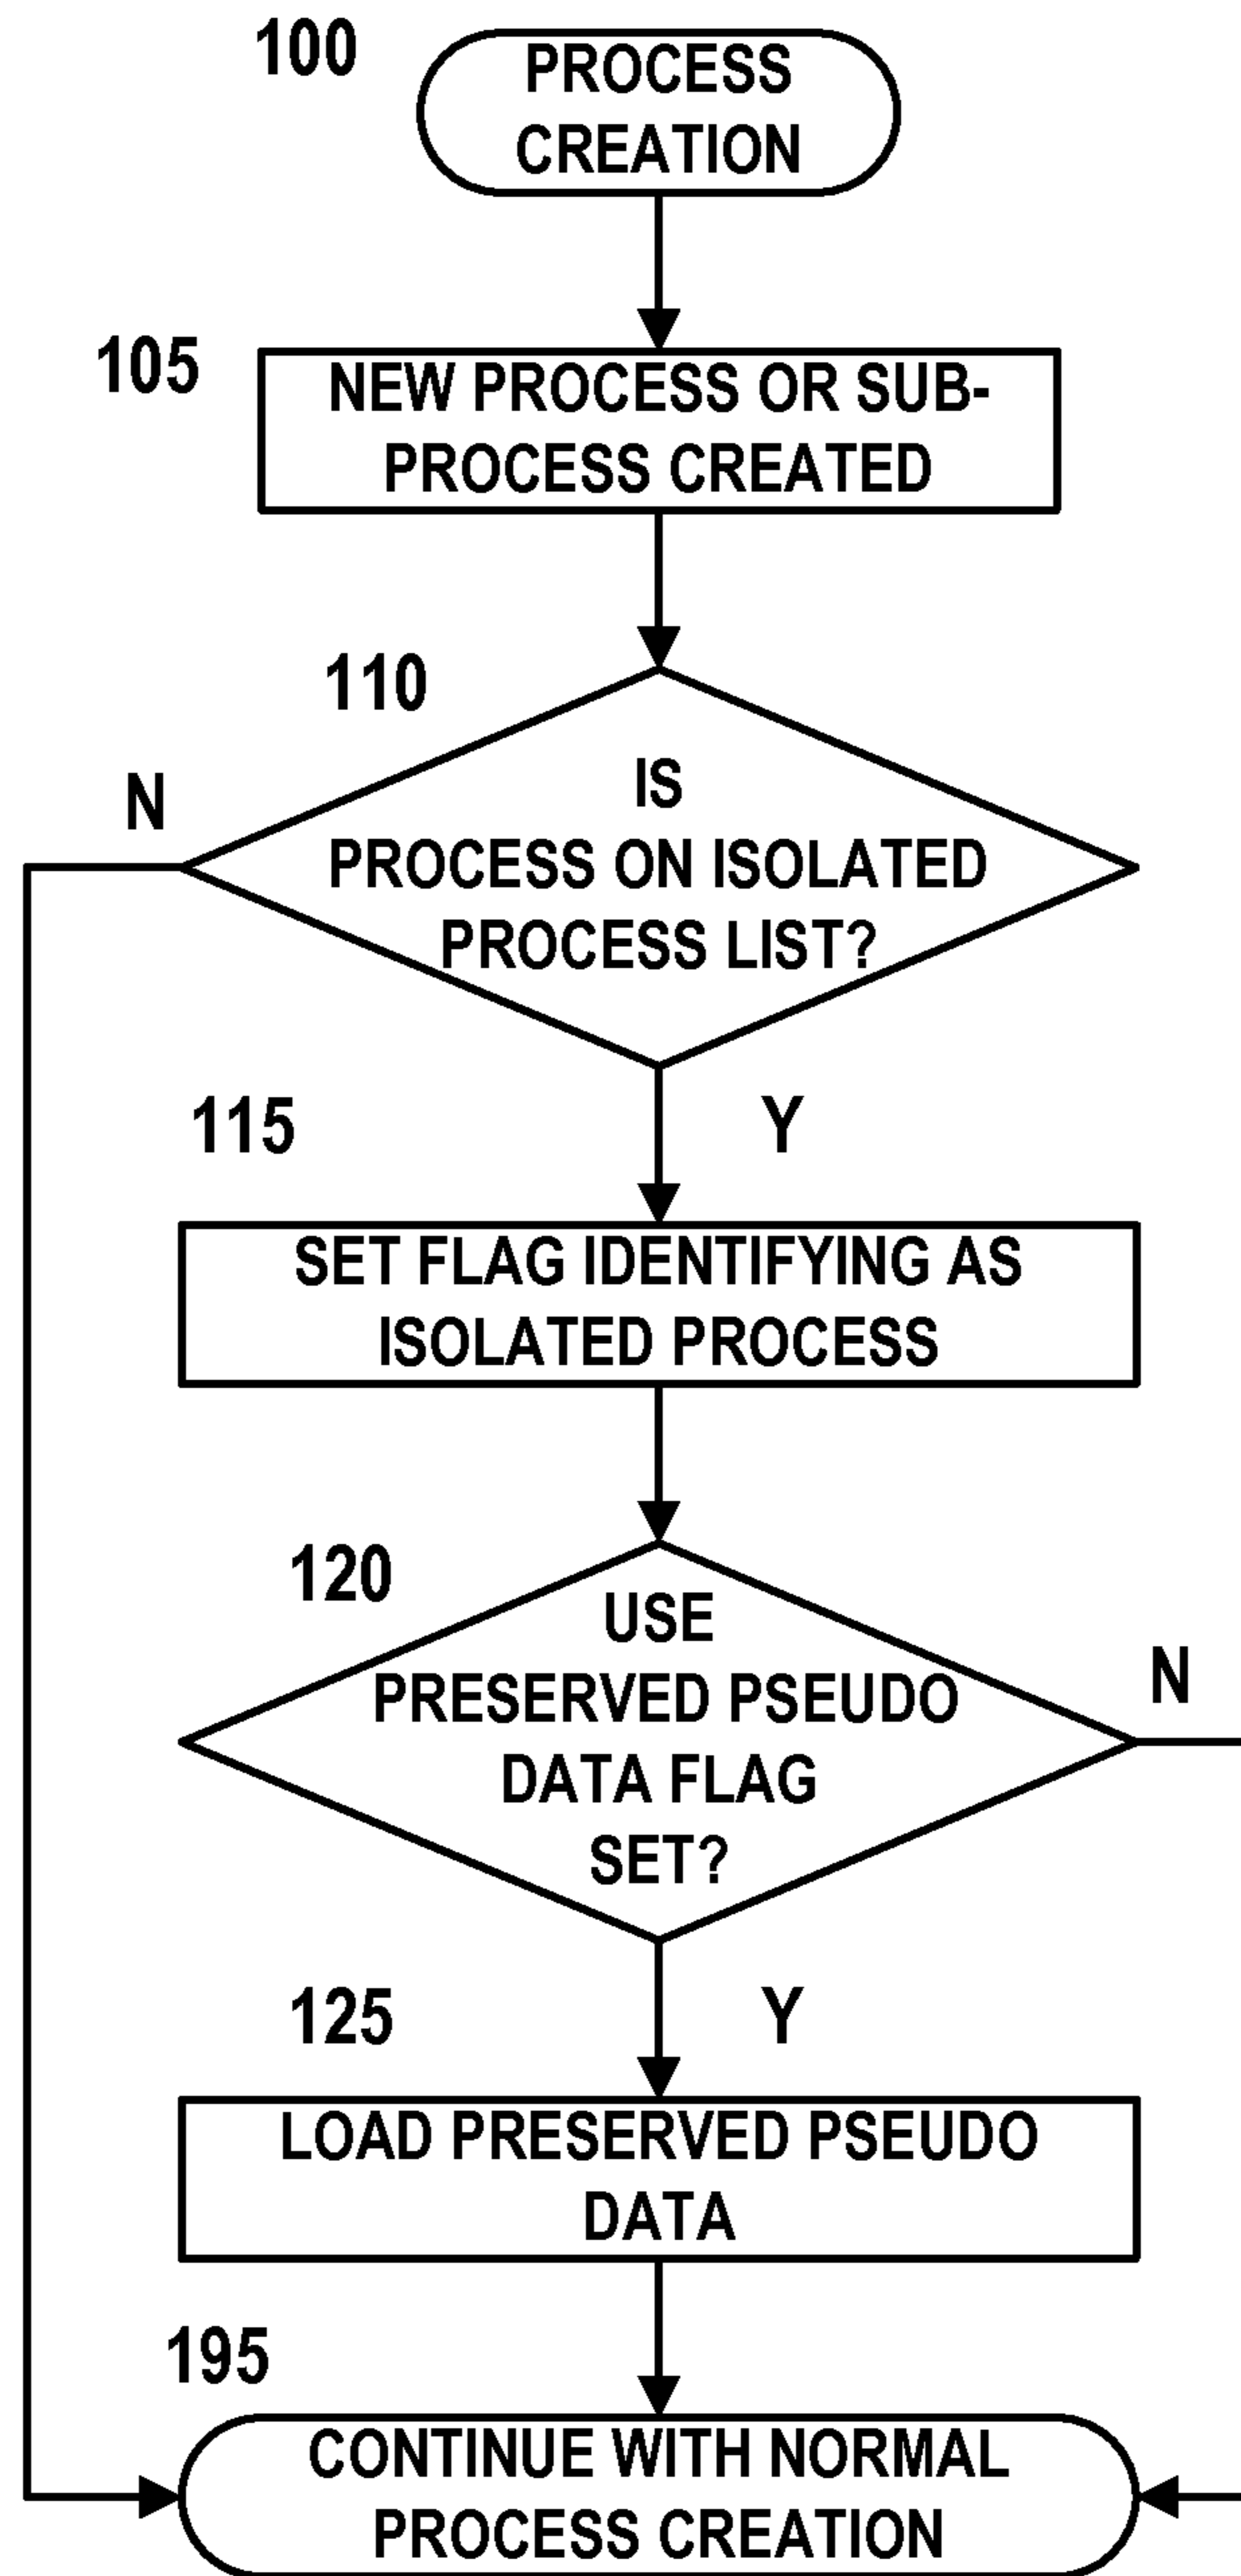 100
PROCESS
CREATION
105
NEW PROCESS OR SUB-
PROCESS CREATED
110
IS
PROCESS ON ISOLATED
PROCESS LIST?
N
115
Y
SET FLAG IDENTIFYING AS
ISOLATED PROCESS
120
USE
PRESERVED PSEUDO
DATA FLAG
SET?
N
125
Y
LOAD PRESERVED PSEUDO
DATA
195
CONTINUE WITH NORMAL
PROCESS CREATION